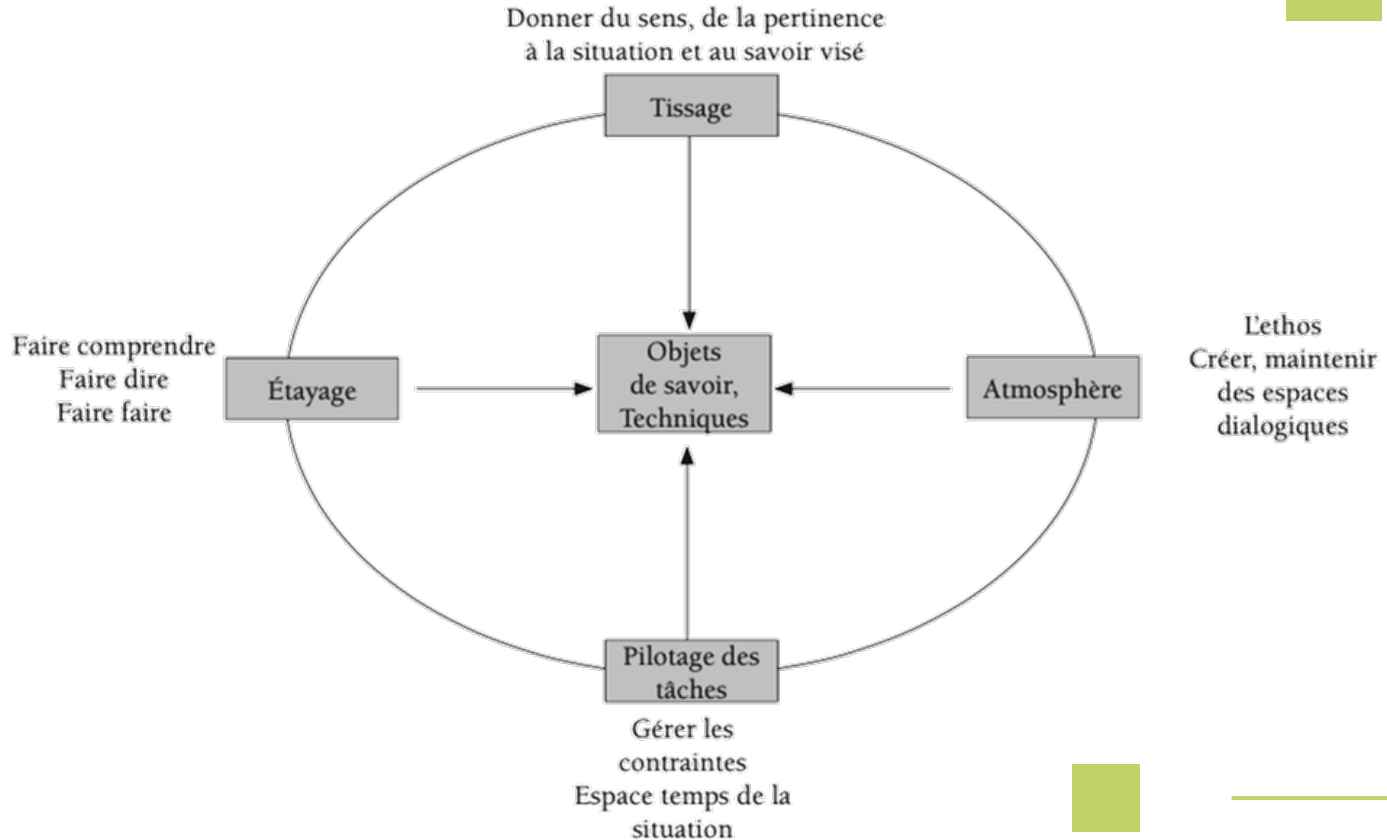 Donner du sens, de la pertinence
à la situation et au savoir visé
Tissage
Faire comprendre
Faire dire
Faire faire
Étayage
Objets
de savoir,
Techniques
Atmosphère
L'ethos
Créer, maintenir
des espaces
dialogiques
Pilotage des
tâches
Gérer les
contraintes
Espace temps de la
situation